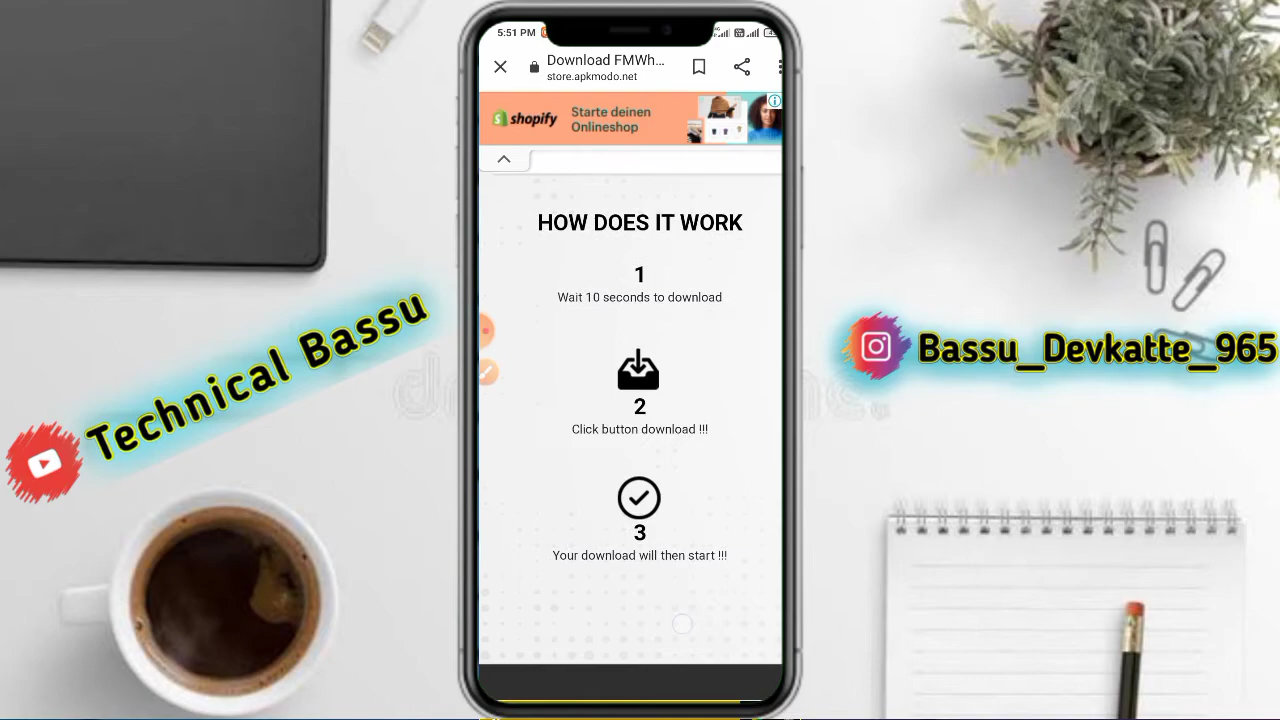 5:51 PM
Download FMWh...
store.apkmodo.net
shopify
Starte deinen
Onlineshop
HOW DOES IT WORK
1
Wait 10 seconds to download
2
Click button download !!!
3
Your download will then start !!!
Technical Bassu
Bassu_Devkatte_965